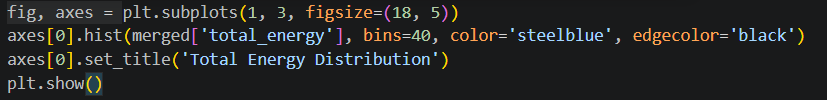 fig, axes = plt.subplots(1, 3, figsize=(18, 5))
axes[0].hist(merged['total_energy'], bins=40, color='steelblue', edgecolor='black')
axes[0].set_title('Total Energy Distribution')
plt.show()